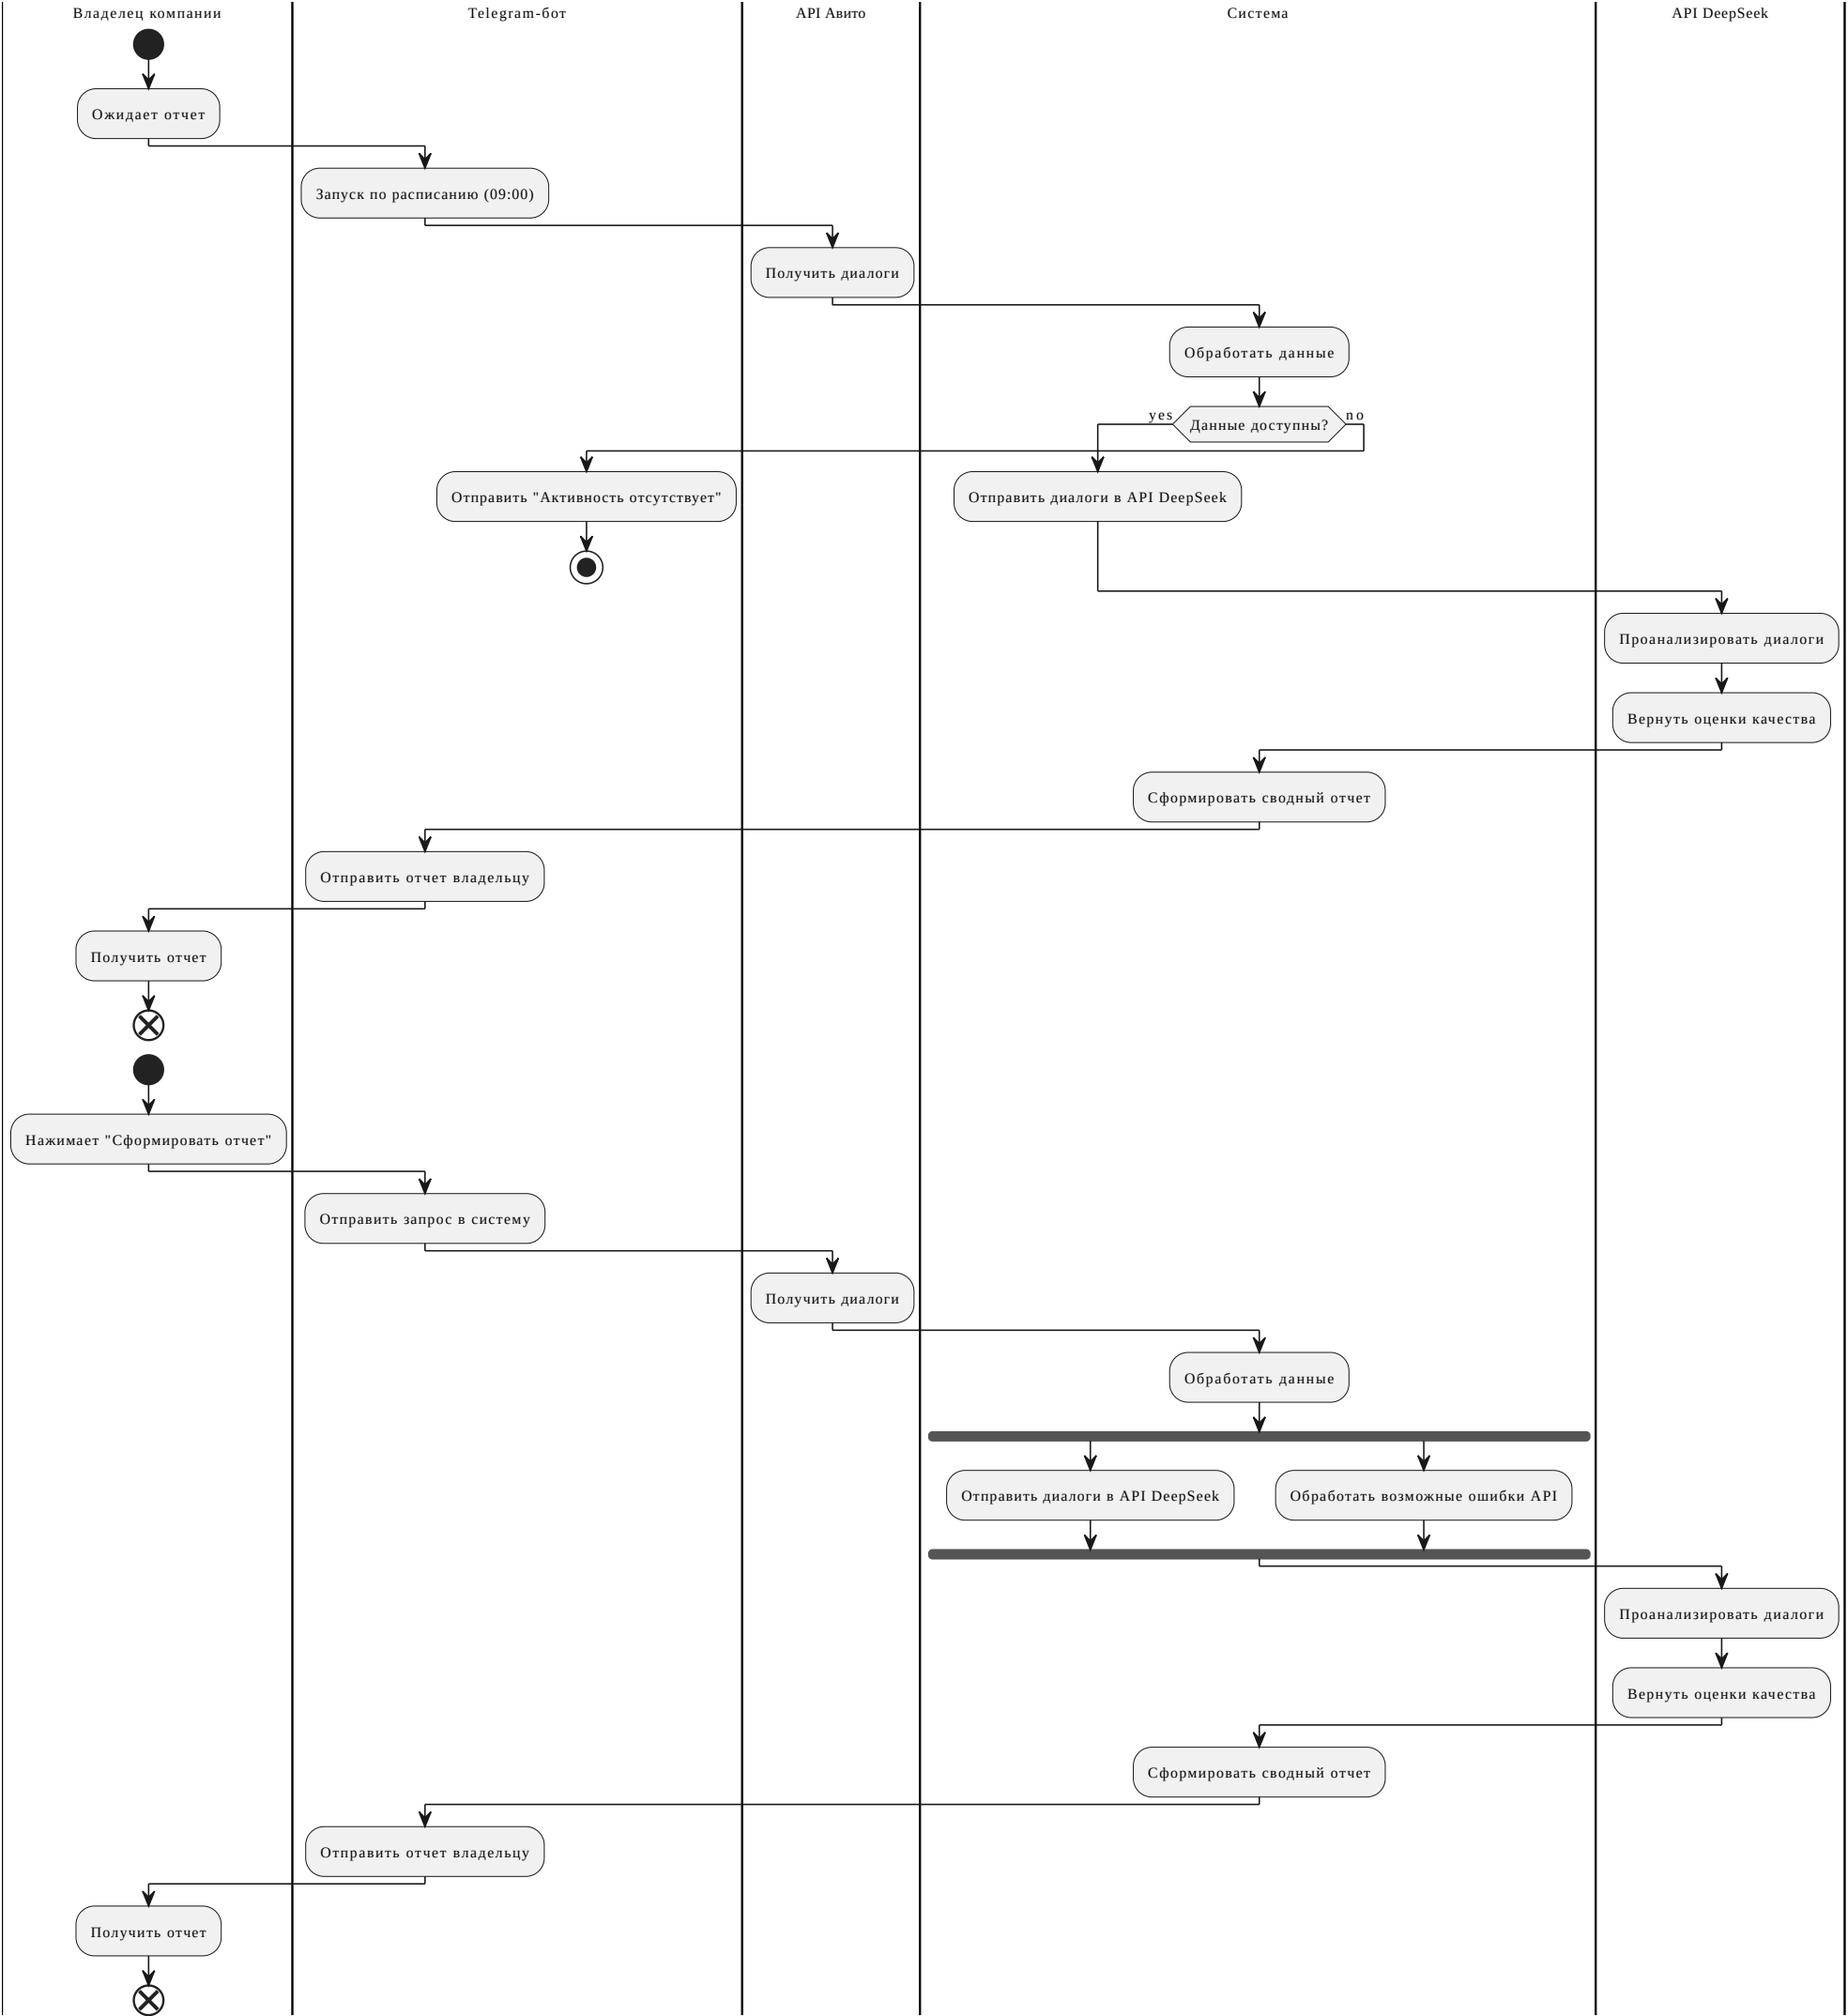 Владелец компании
Telegram-бот
API Авито
Система
API DeepSeek
Ожидает отчет
Запуск по расписанию (09:00)
Получить диалоги
Обработать данные
yes
Данные доступны?
no
Отправить "Активность отсутствует"
Отправить диалоги в API DeepSeek
Проанализировать диалоги
Вернуть оценки качества
Сформировать сводный отчет
Отправить отчет владельцу
Получить отчет
Нажимает "Сформировать отчет"
Отправить запрос в систему
Получить диалоги
Обработать данные
Отправить диалоги в API DeepSeek
Обработать возможные ошибки API
Проанализировать диалоги
Вернуть оценки качества
Сформировать сводный отчет
Отправить отчет владельцу
Получить отчет